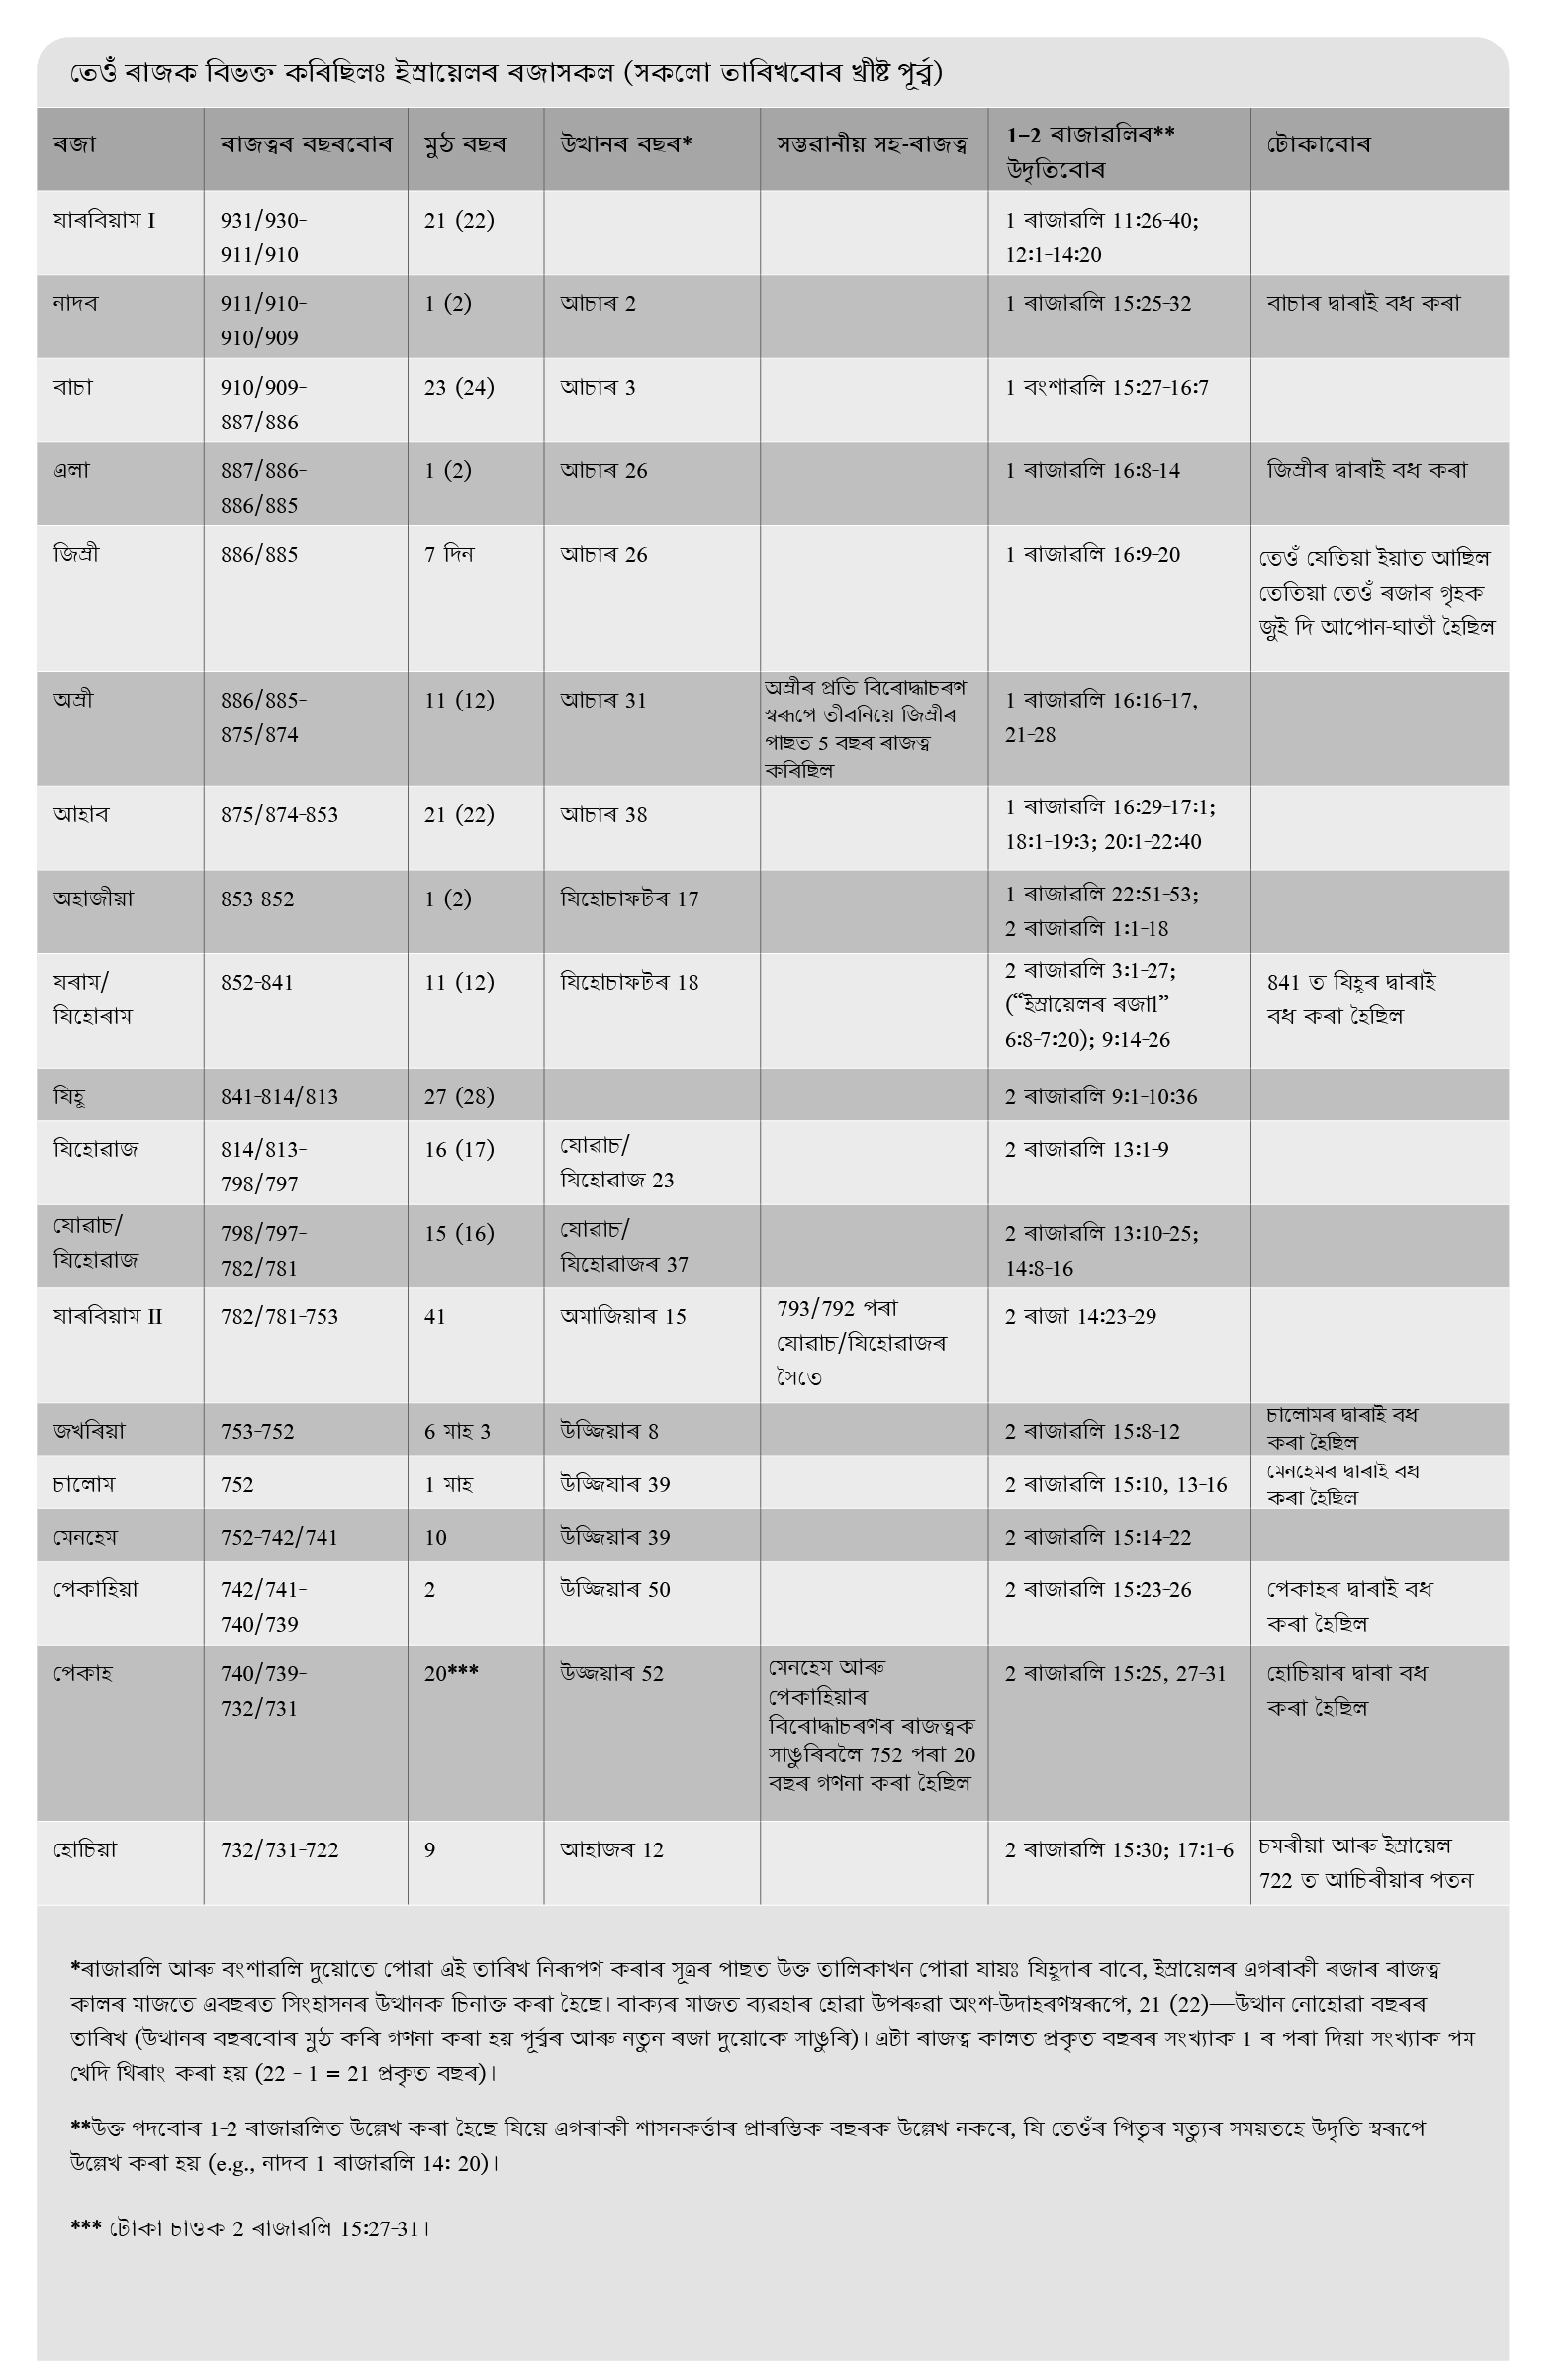 তেওঁ ৰাজক বিভক্ত কৰিছিলঃ ইস্ৰায়েলৰ ৰজাসকল (সকলো তাৰিখবোৰ খ্ৰীষ্ট পূৰ্ব্ব)
ৰজা
ৰাজত্বৰ বছৰবোৰ
মুঠ বছৰ
উত্থানৰ বছৰ*
সম্ভৱানীয় সহ-ৰাজত্ব
1–2 ৰাজাৱলিৰ**
উদৃতিবোৰ
টোকাবোৰ
যাৰবিয়াম I
931/930-
911/910
21 (22)
1 ৰাজাৱলি 11:26-40;
12:1-14:20
নাদব
911/910-
910/909
1 (2)
আচাৰ 2
1 ৰাজাৱলি 15:25-32
বাচাৰ দ্বাৰাই বধ কৰা
বাচা
910/909-
887/886
23 (24)
আচাৰ 3
1 বংশাৱলি 15:27-16:7
এলা
887/886-
886/885
1 (2)
আচাৰ 26
1 ৰাজাৱলি 16:8-14
জিম্ৰীৰ দ্বাৰাই বধ কৰা
জিম্ৰী
886/885
7 দিন
আচাৰ 26
1 ৰাজাৱলি 16:9-20
তেওঁ যেতিয়া ইয়াত আছিল
তেতিয়া তেওঁ ৰজাৰ গৃহক
জুই দি আপোন-ঘাতী হৈছিল
অম্ৰী
886/885-
875/874
11 (12)
আচাৰ 31
অম্ৰীৰ প্ৰতি বিৰোদ্ধাচৰণ
স্বৰূপে তীবনিয়ে জিম্ৰীৰ
পাছত 5 বছৰ ৰাজত্ব
কৰিছিল
1 ৰাজাৱলি 16:16-17,
21-28
আহাব
875/874-853
21 (22)
আচাৰ 38
1 ৰাজাৱলি 16:29-17:1;
18:1-19:3; 20:1-22:40
অহাজীয়া
853-852
1 (2)
যিহোচাফটৰ 17
1 ৰাজাৱলি 22:51-53;
2 ৰাজাৱলি 1:1-18
যৰাম/
যিহোৰাম
852-841
11 (12)
যিহোচাফটৰ 18
2 ৰাজাৱলি 3:1-27;
(“ইস্ৰায়েলৰ ৰজা1”
6:8-7:20); 9:14-26
841 ত যিহূৰ দ্বাৰাই
বধ কৰা হৈছিল
যিহূ
841-814/813
27 (28)
2 ৰাজাৱলি 9:1-10:36
যিহোৱাজ
814/813-
798/797
16 (17)
যোৱাচ/
যিহোৱাজ 23
2 ৰাজাৱলি 13:1-9
যোৱাচ/
যিহোৱাজ
798/797-
782/781
15 (16)
যোৱাচ/
যিহোৱাজৰ 37
2 ৰাজাৱলি 13:10-25;
14:8-16
যাৰবিয়াম II
782/781-753
41
অমাজিয়াৰ 15
793/792 পৰা
যোৱাচ/যিহোৱাজৰ
সৈতে
2 ৰাজা 14:23-29
জখৰিয়া
753-752
6 মাহ 3
উজ্জিয়াৰ 8
2 ৰাজাৱলি 15:8-12
চালোমৰ দ্বাৰাই বধ
কৰা হৈছিল
চালোম
752
1 মাহ
উজ্জিযাৰ 39
2 ৰাজাৱলি 15:10, 13-16
মেনহেমৰ দ্বাৰাই বধ
কৰা হৈছিল
মেনহেম
752-742/741
10
উজ্জিয়াৰ 39
2 ৰাজাৱলি 15:14-22
পেকাহিয়া
742/741-
740/739
2
উজ্জিয়াৰ 50
2 ৰাজাৱলি 15:23-26
পেকাহৰ দ্বাৰাই বধ
কৰা হৈছিল
পেকাহ
740/739-
732/731
20***
উজ্জয়াৰ 52
মেনহেম আৰু
পেকাহিয়াৰ
বিৰোদ্ধাচৰণৰ ৰাজত্বক
সাঙুৰিবলৈ 752 পৰা 20
বছৰ গণনা কৰা হৈছিল
2 ৰাজাৱলি 15:25, 27-31
হোচিয়াৰ দ্বাৰা বধ
কৰা হৈছিল
হোচিয়া
732/731-722
9
আহাজৰ 12
2 ৰাজাৱলি 15:30; 17:1-6
চমৰীয়া আৰু ইস্ৰায়েল
722 ত আচিৰীয়াৰ পতন
*ৰাজাৱলি আৰু বংশাৱলি দুয়োতে পোৱা এই তাৰিখ নিৰূপণ কৰাৰ সূত্ৰৰ পাছত উক্ত তালিকাখন পোৱা যায়ঃ যিহূদাৰ বাবে, ইস্ৰায়েলৰ এগৰাকী ৰজাৰ ৰাজত্ব
কালৰ মাজতে এবছৰত সিংহাসনৰ উত্থানক চিনাক্ত কৰা হৈছে। বাক্যৰ মাজত ব্যৱহাৰ হোৱা উপৰুৱা অংশ-উদাহৰণস্বৰূপে, 21 (22)—উত্থান নোহোৱা বছৰৰ
তাৰিখ (উত্থানৰ বছৰবোৰ মুঠ কৰি গণনা কৰা হয় পূৰ্ব্বৰ আৰু নতুন ৰজা দুয়োকে সাঙুৰি)। এটা ৰাজত্ব কালত প্ৰকৃত বছৰৰ সংখ্যাক 1 ৰ পৰা দিয়া সংখ্যাক পম
খেদি থিৰাং কৰা হয় (22 - 1 = 21 প্ৰকৃত বছৰ)।
**উক্ত পদবোৰ 1-2 ৰাজাৱলিত উল্লেখ কৰা হৈছে যিয়ে এগৰাকী শাসনকৰ্ত্তাৰ প্ৰাৰম্ভিক বছৰক উল্লেখ নকৰে, যি তেওঁৰ পিতৃৰ মত্যুৰ সময়তহে উদৃতি স্বৰূপে
উল্লেখ কৰা হয় (e.g., নাদব 1 ৰাজাৱলি 14: 20)।
*** টোকা চাওক 2 ৰাজাৱলি 15:27-31।